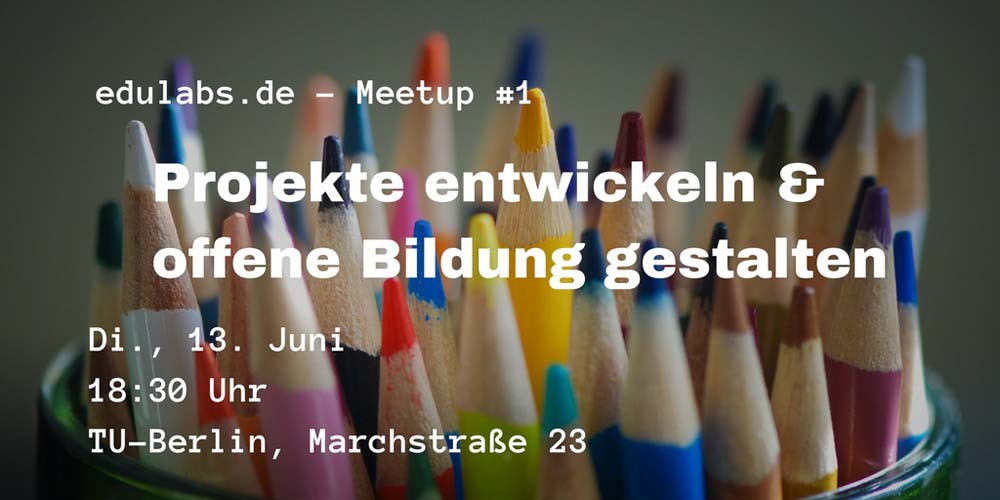 edulabs.de - Meetup #1
Projekte entwickeln &
offene Bildung gestalten
Di., 13. Juni
18:30 Uhr
TU-Berlin, Marchstraße 23